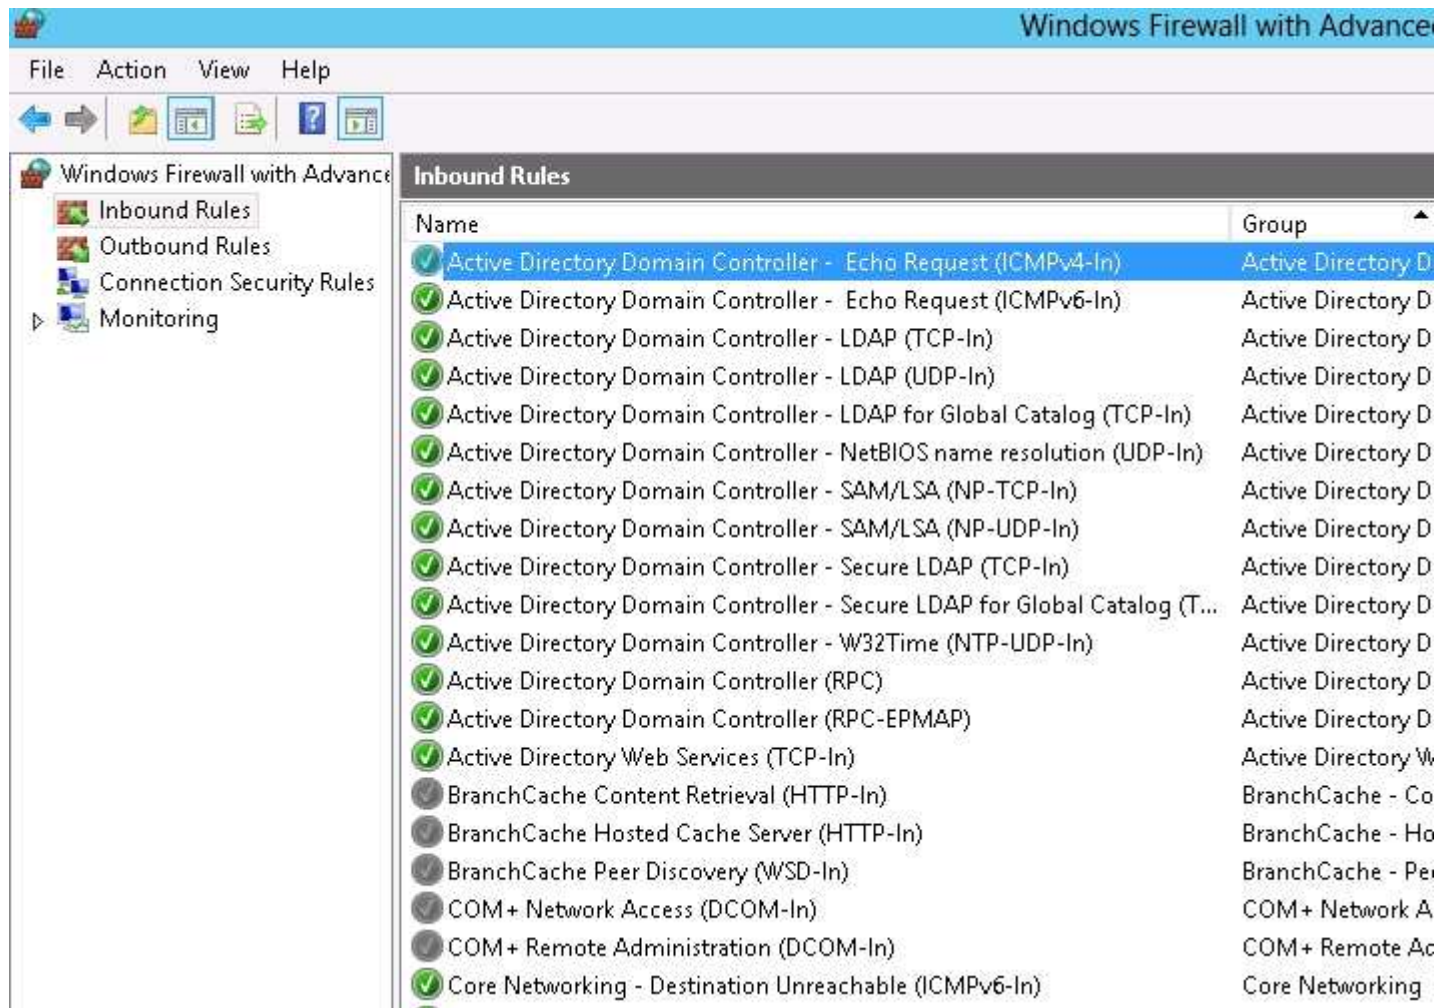 Windows Firewall with Advance
File Action View Help
Windows Firewall with Advance
Inbound Rules
Outbound Rules
Connection Security Rules
Monitoring
Inbound Rules
Name Group
Active Directory Domain Controller - Echo Request (ICMPv4-In) Active Directory D
Active Directory Domain Controller - Echo Request (ICMPv6-In) Active Directory D
Active Directory Domain Controller - LDAP (TCP-In) Active Directory D
Active Directory Domain Controller - LDAP (UDP-In) Active Directory D
Active Directory Domain Controller - LDAP for Global Catalog (TCP-In) Active Directory D
Active Directory Domain Controller - NetBIOS name resolution (UDP-In) Active Directory D
Active Directory Domain Controller - SAM/LSA (NP-TCP-In) Active Directory D
Active Directory Domain Controller - SAM/LSA (NP-UDP-In) Active Directory D
Active Directory Domain Controller - Secure LDAP (TCP-In) Active Directory D
Active Directory Domain Controller - Secure LDAP for Global Catalog (T... Active Directory D
Active Directory Domain Controller - W32Time (NTP-UDP-In) Active Directory D
Active Directory Domain Controller (RPC) Active Directory D
Active Directory Domain Controller (RPC-EPMAP) Active Directory D
Active Directory Web Services (TCP-In) Active Directory W
BranchCache Content Retrieval (HTTP-In) BranchCache - Co
BranchCache Hosted Cache Server (HTTP-In) BranchCache - Ho
BranchCache Peer Discovery (WSD-In) BranchCache - Pe
COM+ Network Access (DCOM-In) COM+ Network A
COM+ Remote Administration (DCOM-In) COM+ Remote Ac
Core Networking - Destination Unreachable (ICMPv6-In) Core Networking